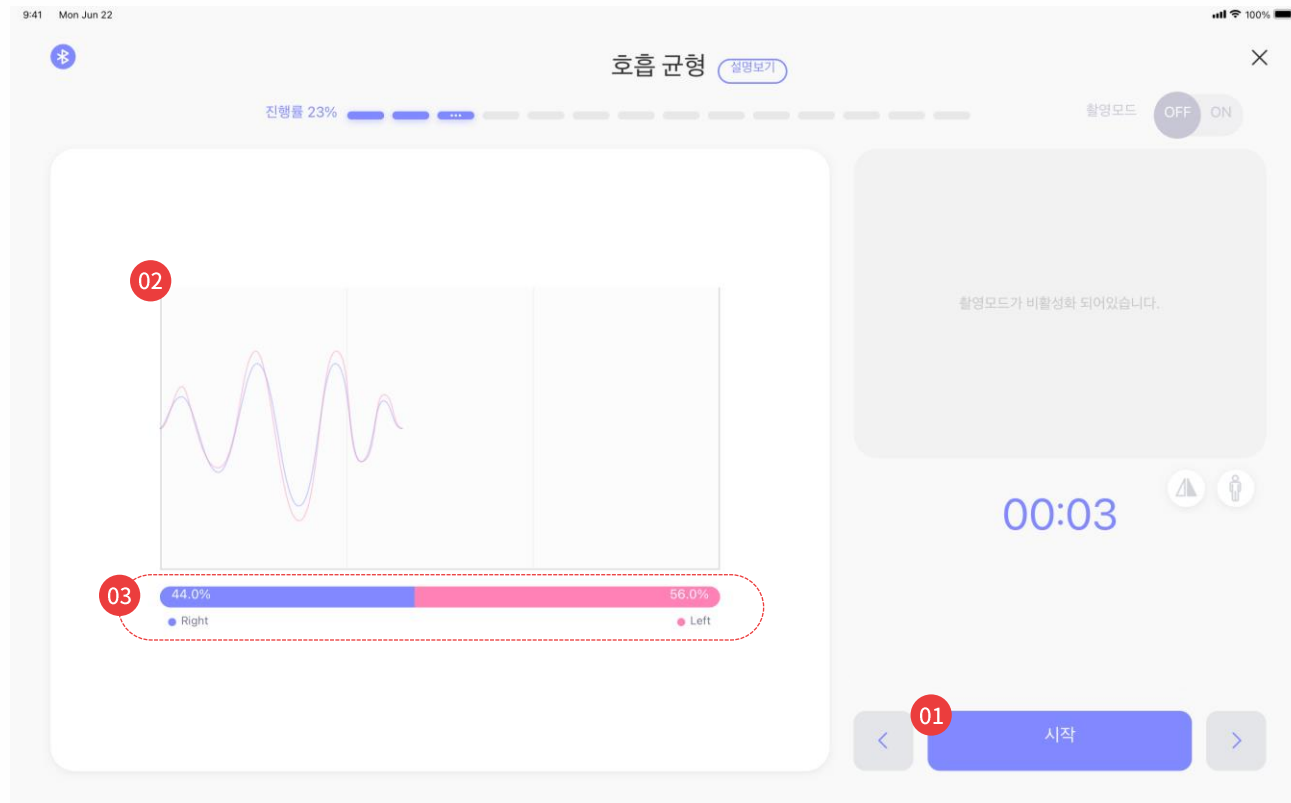 9:41 Mon Jun 22
100%
호흡 균형 설명보기
진행률 23%
촬영모드 OFF ON
02
촬영모드가 비활성화 되어있습니다.
00:03
03
44.0% 56.0%
Right Left
01
시작